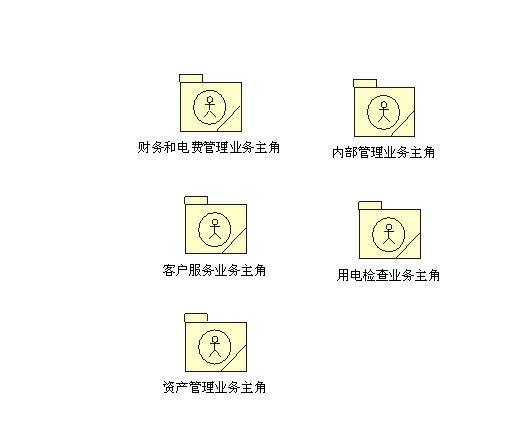 财务和电费管理业务主角
内部管理业务主角
客户服务业务主角
用电检查业务主角
资产管理业务主角